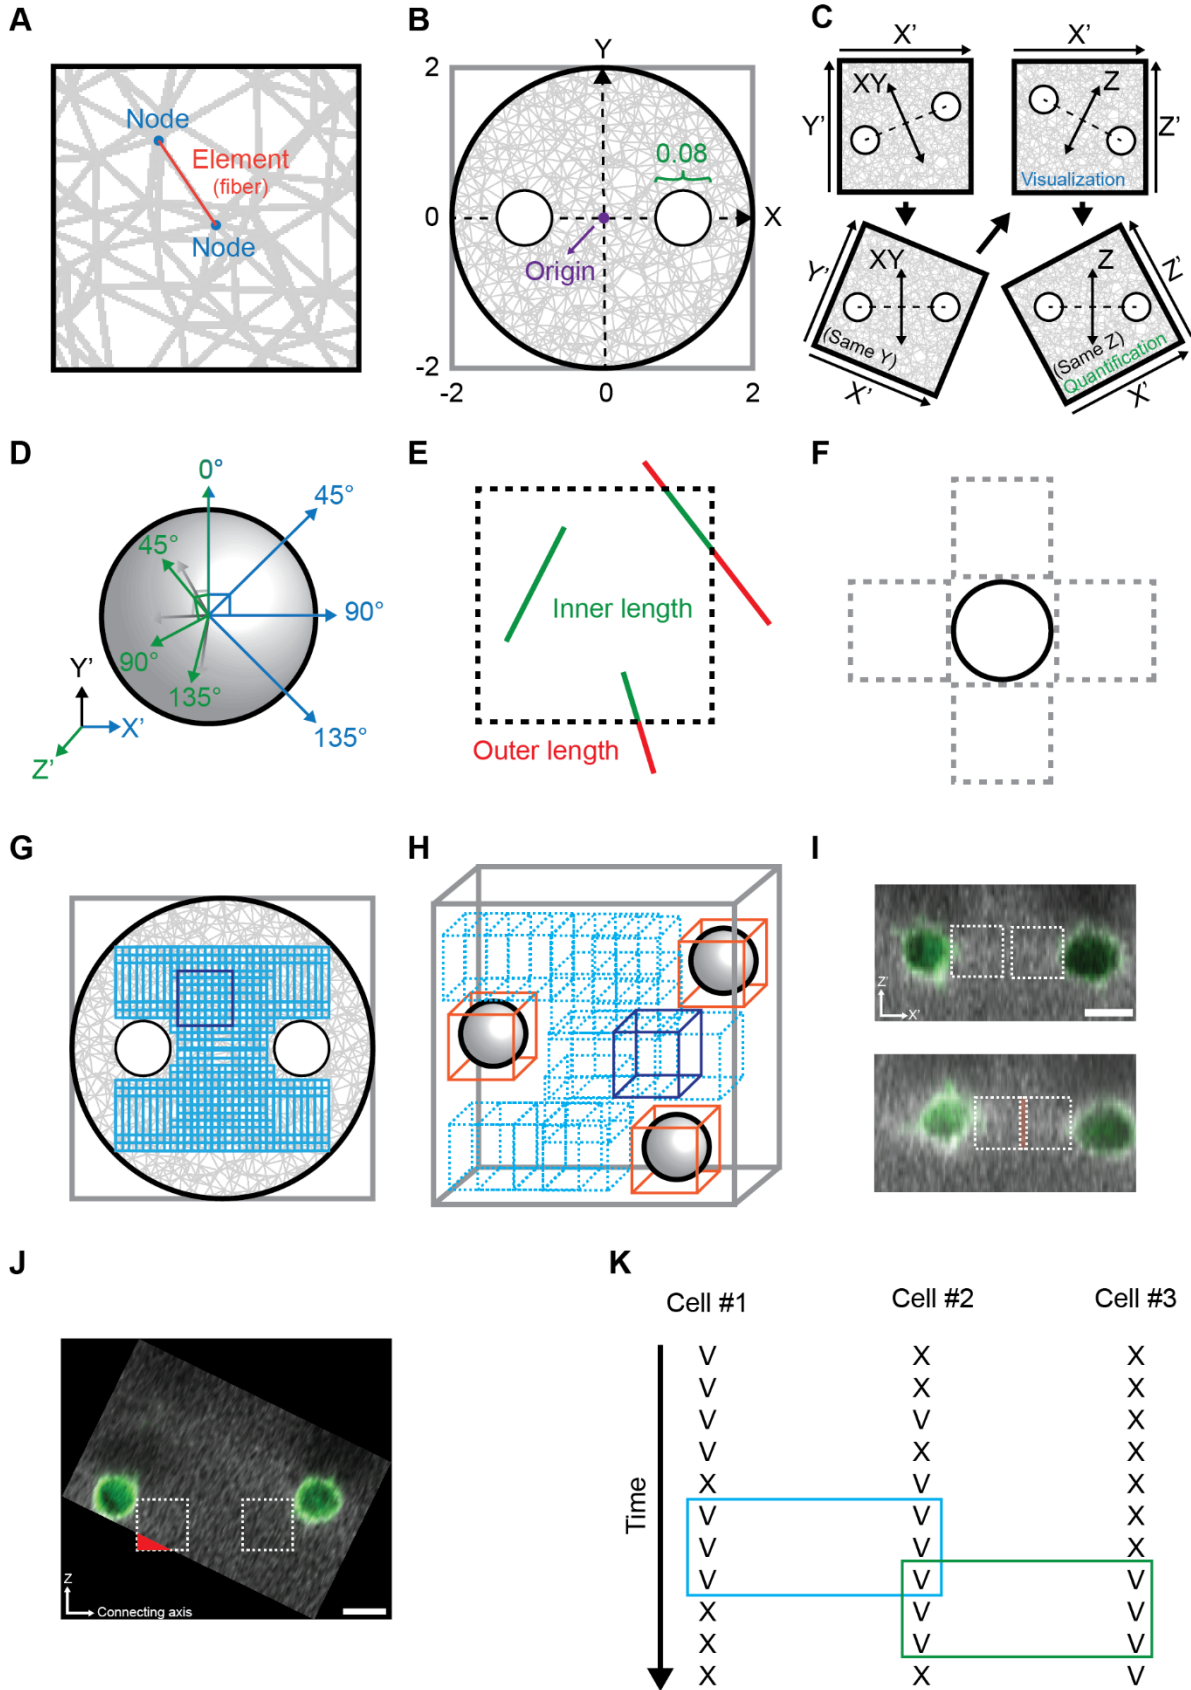 A
Node
Element
(fiber)
Node
B
Y
2
0.08
0
X
Origin
-2
-2
0
2
C
X'
X'
XY
Z
Y'
Z'
Visualization
XY
Z
Y'
Z'
(Same Y)
(Same Z)
Quantification
X'
X'
D
0°
45°
45°
90°
90°
135°
135°
Y'
X'
Z'
E
Inner length
Outer length
F
G
H
I
Z'
X'
J
Z
Connecting axis
K
Cell #1 Cell #2 Cell #3
Time
V X X
V X X
V X X
V X X
X V X
V V X
V V X
V V V
X V V
X V V
X X V